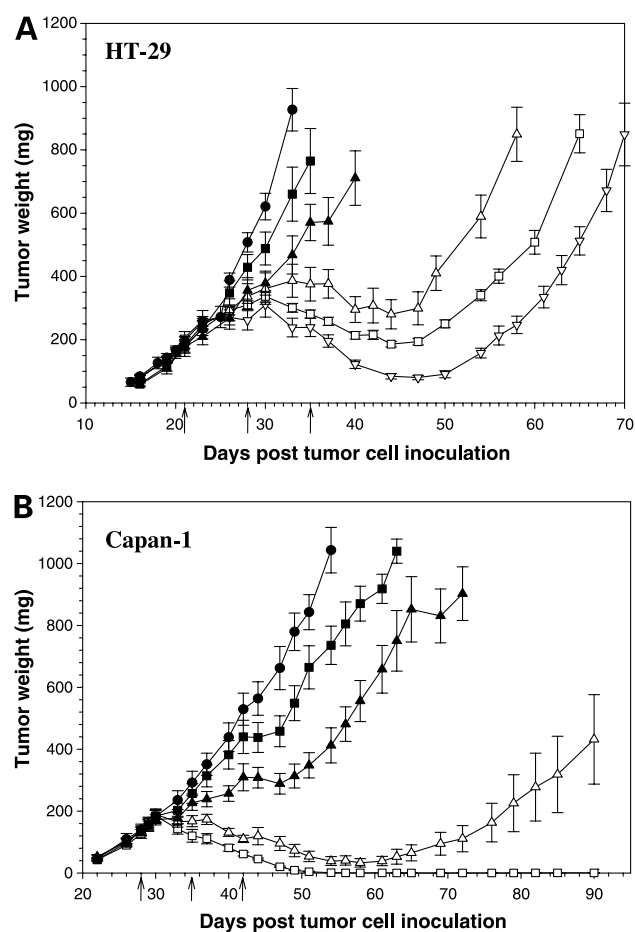 A
HT-29
Tumor weight (mg)
1200
1000
800
600
400
200
0
10 20 30 40 50 60 70
Days post tumor cell inoculation
B
Capan-1
Tumor weight (mg)
1200
1000
800
600
400
200
0
20 30 40 50 60 70 80 90
Days post tumor cell inoculation